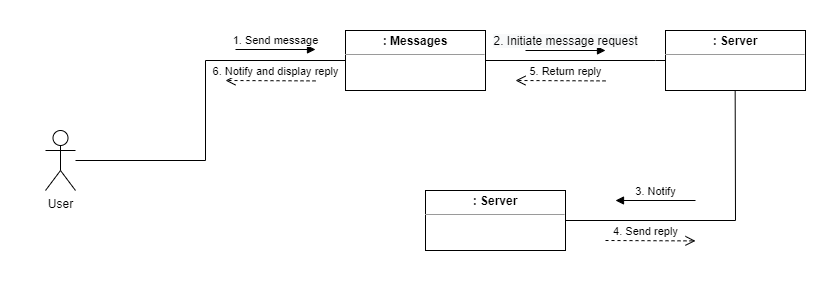 1. Send message
: Messages
2. Initiate message request
: Server
6. Notify and display reply
5. Return reply
User
: Server
3. Notify
4. Send reply